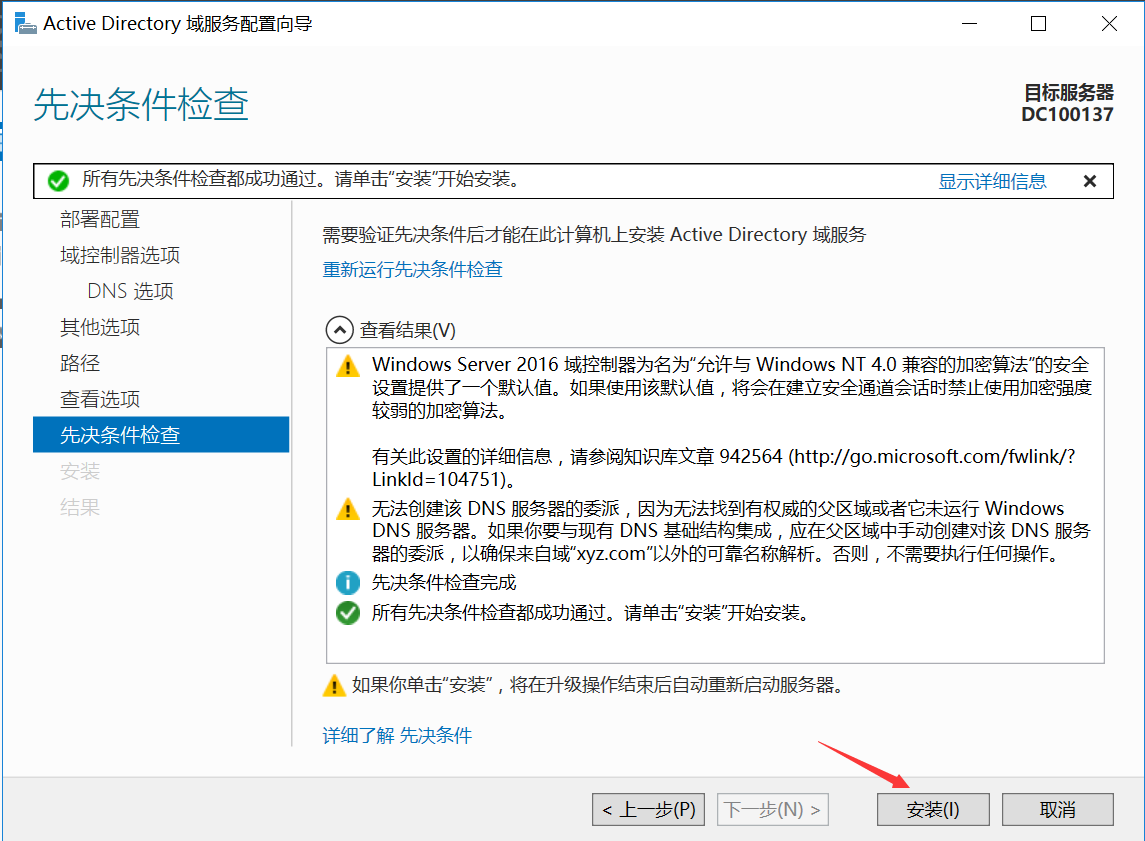 Active Directory 域服务配置向导
先决条件检查
目标服务器
DC100137
所有先决条件检查都成功通过。请单击“安装”开始安装。
显示详细信息
部署配置
域控制器选项
DNS 选项
其他选项
路径
查看选项
先决条件检查
安装
结果
需要验证先决条件后才能在此计算机上安装 Active Directory 域服务
重新运行先决条件检查
查看结果(V)
Windows Server 2016 域控制器为名为“允许与 Windows NT 4.0 兼容的加密算法”的安全
设置提供了一个默认值。如果使用该默认值，将会在建立安全通道会话时禁止使用加密强度
较弱的加密算法。
有关此设置的详细信息，请参阅知识库文章 942564 (http://go.microsoft.com/fwlink/?
LinkId=104751)。
无法创建该 DNS 服务器的委派，因为无法找到有权威的父区域或者它未运行 Windows
DNS 服务器。如果你要与现有 DNS 基础结构集成，应在父区域中手动创建对该 DNS 服务
器的委派，以确保来自域“xyz.com”以外的可靠名称解析。否则，不需要执行任何操作。
先决条件检查完成
所有先决条件检查都成功通过。请单击“安装”开始安装。
如果你单击“安装”，将在升级操作结束后自动重新启动服务器。
详细了解 先决条件
< 上一步(P)
下一步(N) >
安装(I)
取消